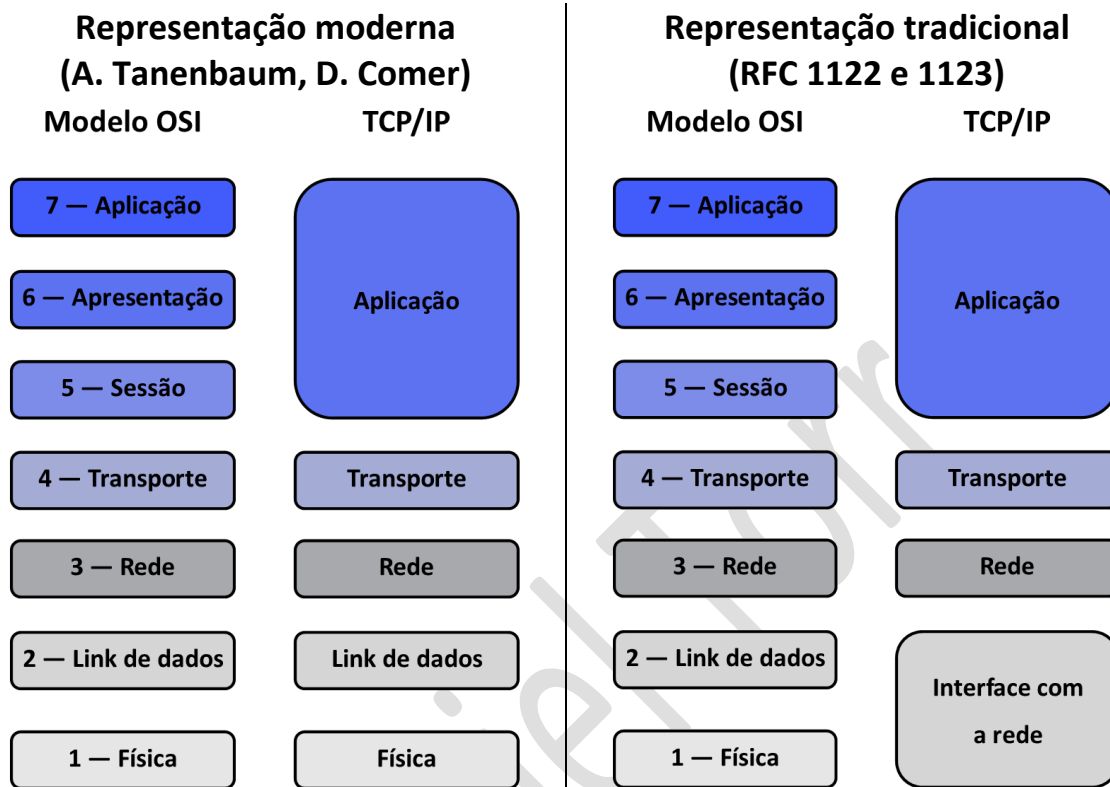 Representação moderna
(A. Tanenbaum, D. Comer)
Modelo OSI
TCP/IP
7 — Aplicação
6 — Apresentação
5 — Sessão
Aplicação
4 — Transporte
Transporte
3 — Rede
Rede
2 — Link de dados
Link de dados
1 — Física
Física
Representação tradicional
(RFC 1122 e 1123)
Modelo OSI
TCP/IP
7 — Aplicação
6 — Apresentação
5 — Sessão
Aplicação
4 — Transporte
Transporte
3 — Rede
Rede
2 — Link de dados
1 — Física
Interface com
a rede